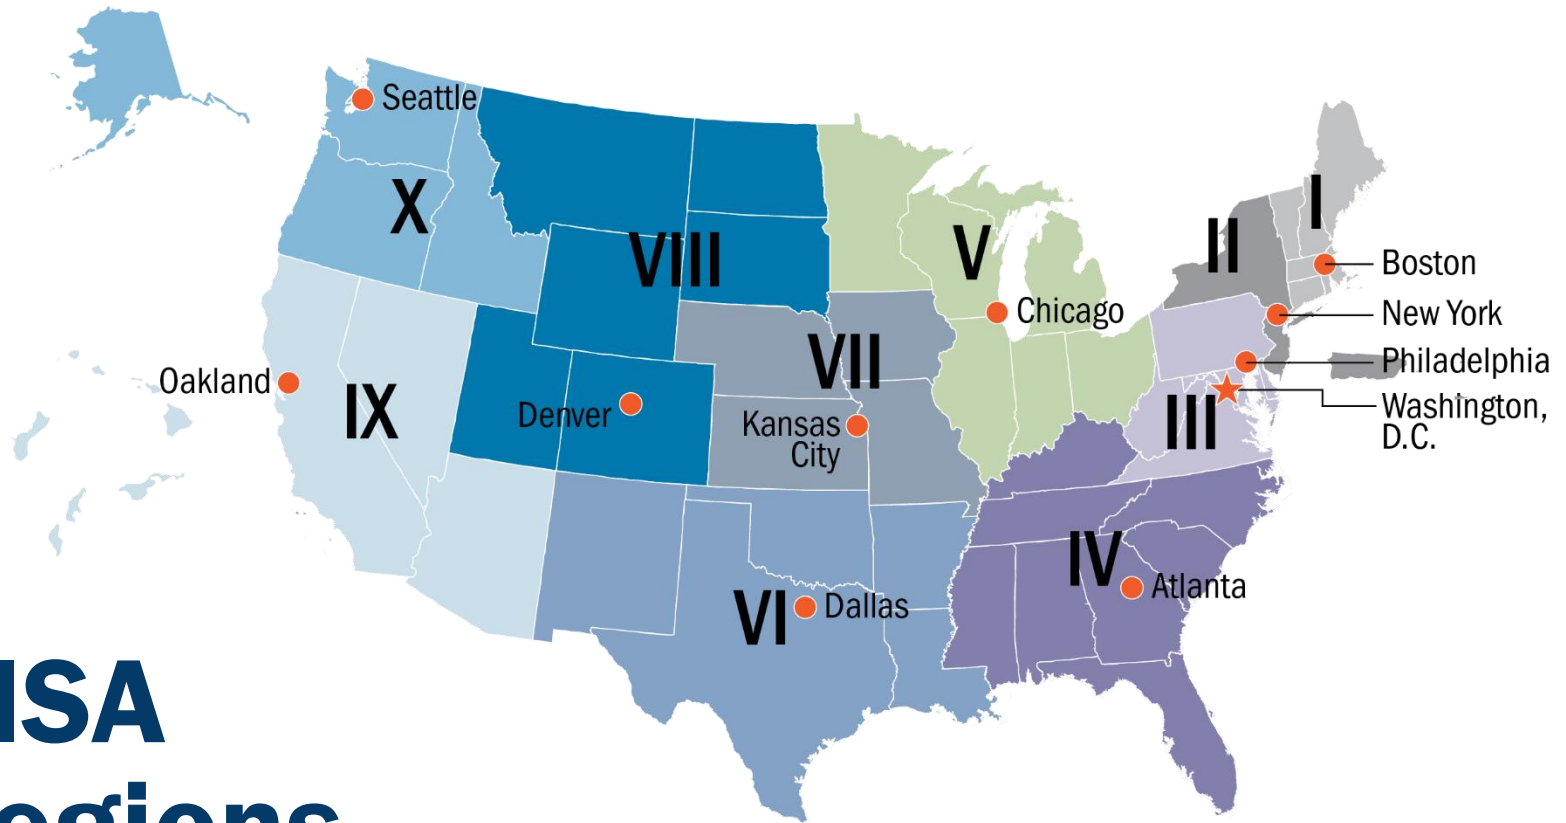 Seattle
X
VIII
V
I
II
Boston
Chicago
New York
VII
Philadelphia
Oakland
IX
Denver
III
Washington,
D.C.
Kansas
City
IV
Atlanta
VI
Dallas
ISA
egions